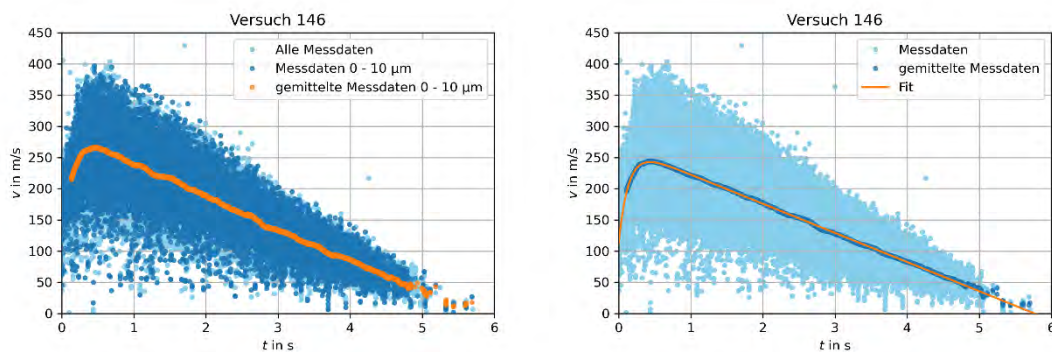 Versuch 146
450
400
350
300
250
200
150
100
50
0
v in m/s
Alle Messdaten
Messdaten 0 - 10 µm
gemittelte Messdaten 0 - 10 µm
0 1 2 3 4 5 6
t in s
Versuch 146
450
400
350
300
250
200
150
100
50
0
v in m/s
Messdaten
gemittelte Messdaten
Fit
0 1 2 3 4 5 6
t in s